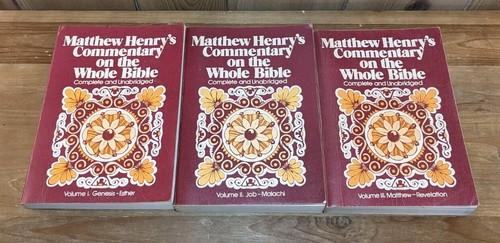 Matthew Henry's
Commentary
on the
Whole Bible
Complete and Unabridged
Volume I. Genesis-Esther
Matthew Henry's
Commentary
on the
Whole Bible
Complete and Unabridged
Volume II. Job-Malachi
Matthew Henry's
Commentary
on the
Whole Bible
Complete and Unabridged
Volume III. Matthew-Revelation